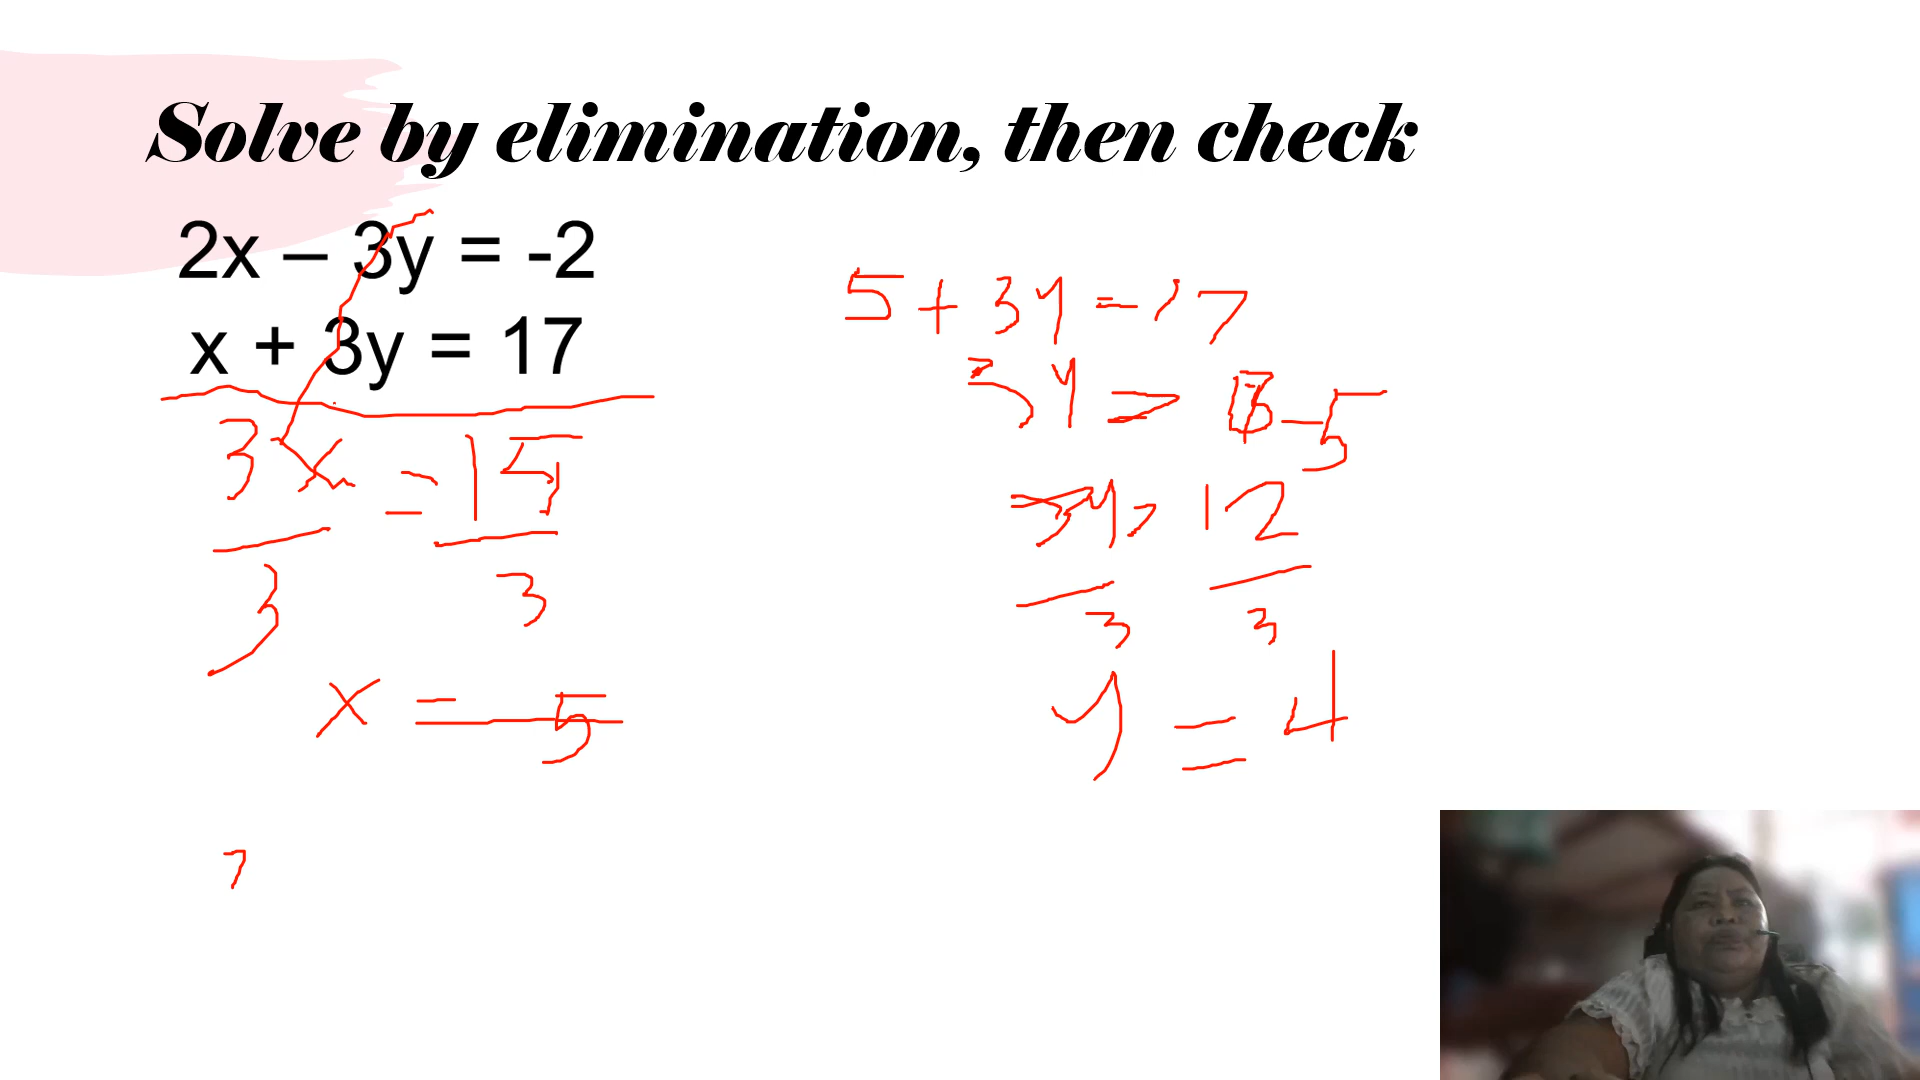 Solve by elimination, then check
2x – 3y = -2
x + 3y = 17
3x = 15
3 3
x = 5
5 + 3y = 17
3y = - 5
3y = 12
3 3
y = 4